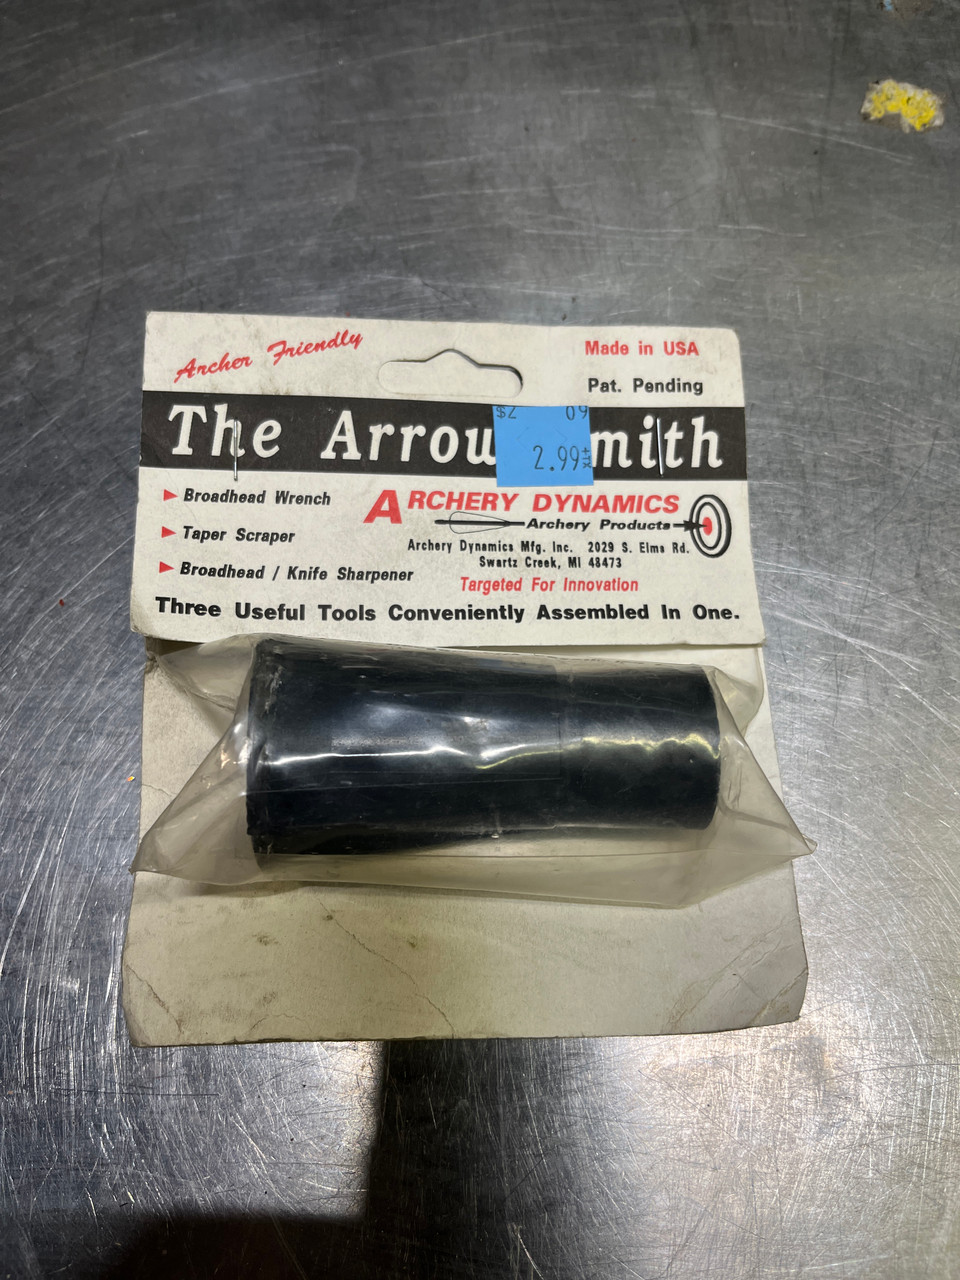 Archer Friendly
Made in USA
Pat. Pending
The Arrow mith
$2 09
2.99
Broadhead Wrench
Taper Scraper
Broadhead / Knife Sharpener
ARCHERY DYNAMICS
Archery Products
Archery Dynamics Mfg. Inc. 2029 S. Elms Rd.
Swartz Creek, MI 48473
Targeted For Innovation
Three Useful Tools Conveniently Assembled In One.